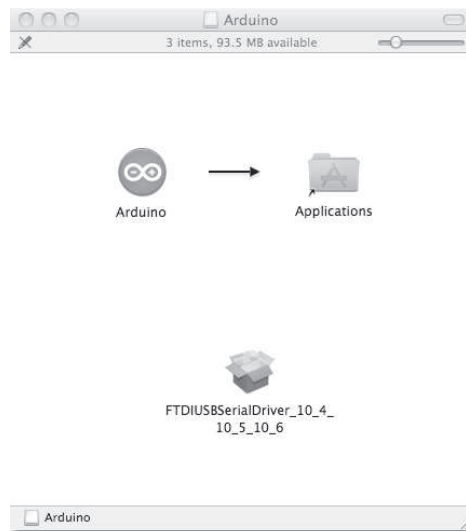 Arduino
3 items, 93.5 MB available
Arduino
Applications
FTDIUSBSerialDriver_10_4_
10_5_10_6
Arduino